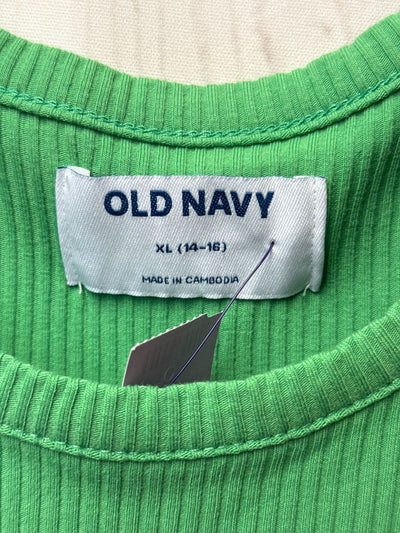 OLD NAVY
XL (14-16)
MADE IN CAMBODIA